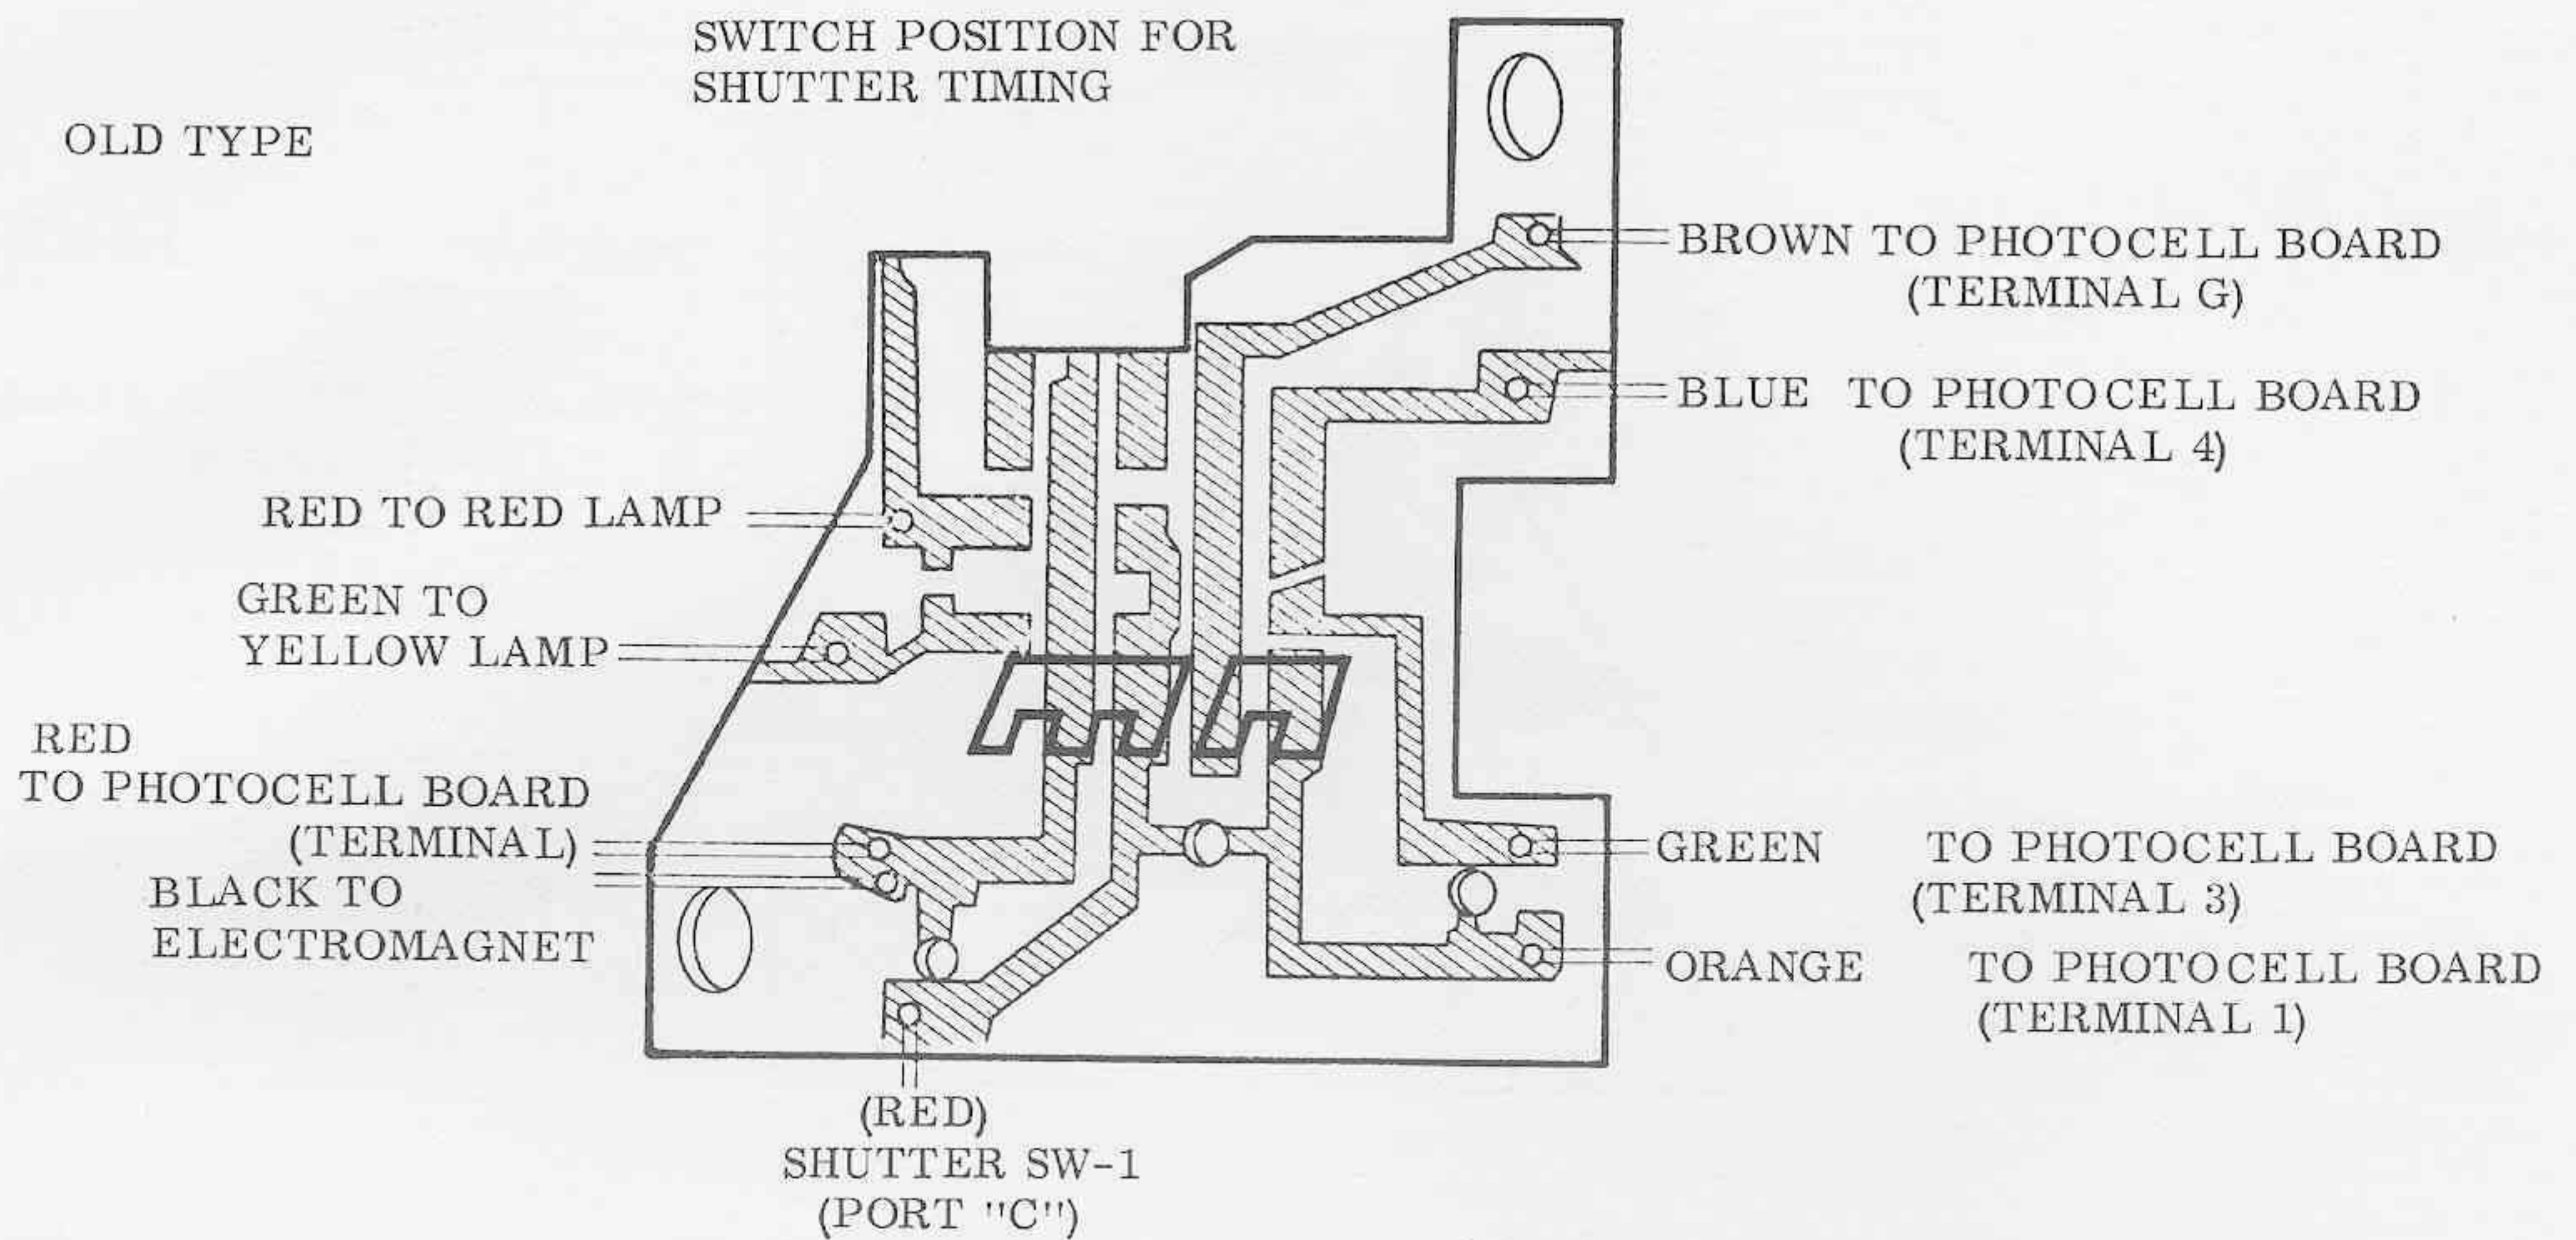 SWITCH POSITION FOR
SHUTTER TIMING
OLD TYPE
BROWN TO PHOTOCELL BOARD
(TERMINAL G)
BLUE TO PHOTOCELL BOARD
(TERMINAL 4)
RED TO RED LAMP
GREEN TO
YELLOW LAMP
RED
TO PHOTOCELL BOARD
(TERMINAL)
BLACK TO
ELECTROMAGNET
GREEN TO PHOTOCELL BOARD
(TERMINAL 3)
ORANGE TO PHOTOCELL BOARD
(TERMINAL 1)
(RED)
SHUTTER SW-1
(PORT "C")